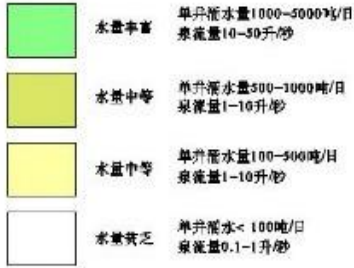 水量丰富
单井涌水量1000-5000吨/日
泉流量10-50升/秒
水量中等
单井涌水量500-1000吨/日
泉流量1-10升/秒
水量中等
单井涌水量100-500吨/日
泉流量1-10升/秒
水量贫乏
单井涌水< 100吨/日
泉流量0.1-1升/秒